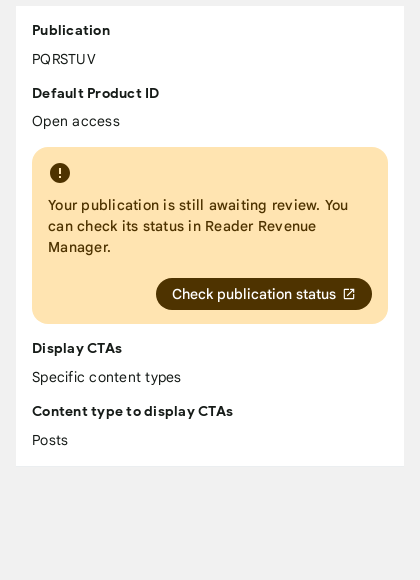 Publication
PQRSTUV
Default Product ID
Open access
Your publication is still awaiting review. You
can check its status in Reader Revenue
Manager.
Check publication status
Display CTAs
Specific content types
Content type to display CTAs
Posts